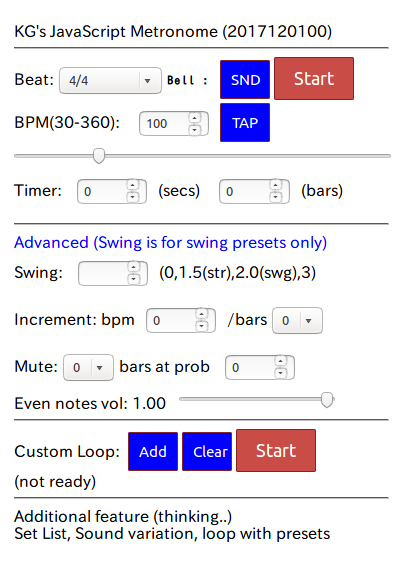 KG's JavaScript Metronome (2017120100)
Beat: 4/4 Bell : SND Start
BPM(30-360): 100 TAP
Timer: 0 (secs) 0 (bars)
Advanced (Swing is for swing presets only)
Swing: (0,1.5(str),2.0(swg),3)
Increment: bpm 0 /bars 0
Mute: 0 bars at prob 0
Even notes vol: 1.00
Custom Loop: Add Clear Start
(not ready)
Additional feature (thinking..)
Set List, Sound variation, loop with presets